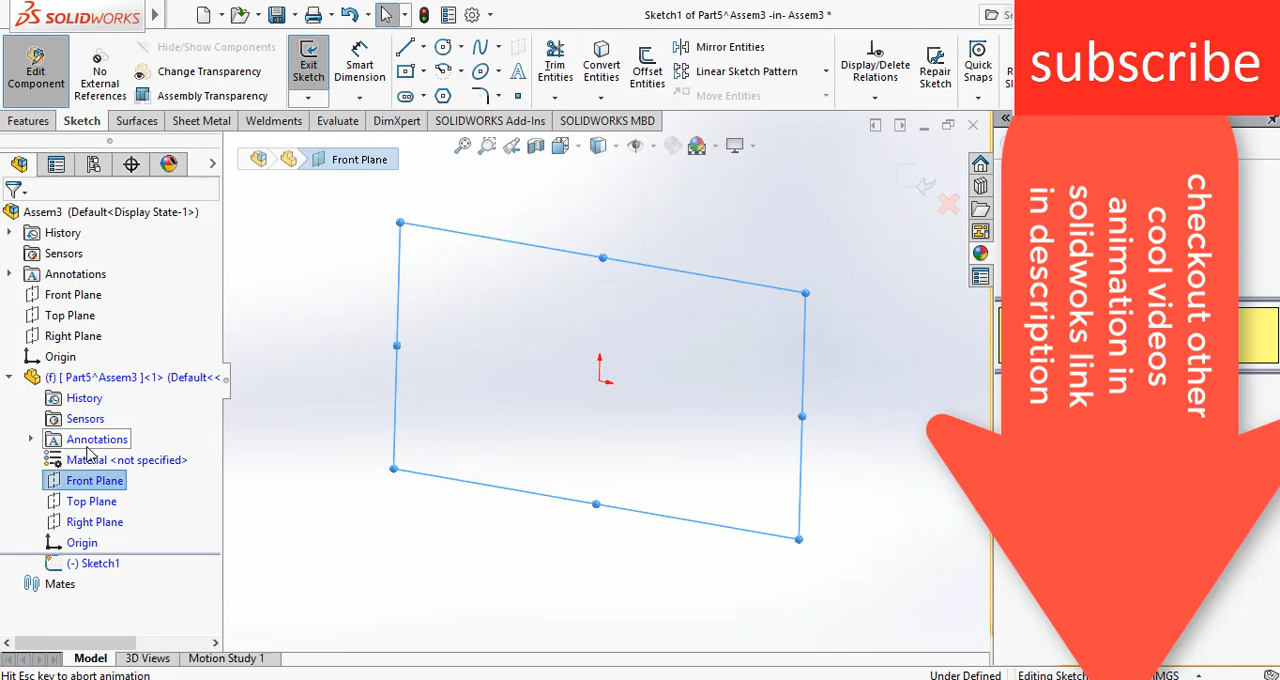 SOLIDWORKS
Sketch1 of Part5^Assem3 -in- Assem3 *
subscribe
Edit Component
No External References
Hide/Show Components
Change Transparency
Assembly Transparency
Exit Sketch
Smart Dimension
Trim Entities
Convert Entities
Offset Entities
Mirror Entities
Linear Sketch Pattern
Move Entities
Display/Delete Relations
Repair Sketch
Quick Snaps
Features
Sketch
Surfaces
Sheet Metal
Weldments
Evaluate
DimXpert
SOLIDWORKS Add-Ins
SOLIDWORKS MBD
Front Plane
Assem3 (Default<Display State-1>)
History
Sensors
Annotations
Front Plane
Top Plane
Right Plane
Origin
(f) [ Part5^Assem3 ]<1> (Default<<
History
Sensors
Annotations
Material <not specified>
Front Plane
Top Plane
Right Plane
Origin
(-) Sketch1
Mates
checkout other
cool videos
animation in
solidwoks link
in description
Model
3D Views
Motion Study 1
Hit Esc key to abort animation
Under Defined